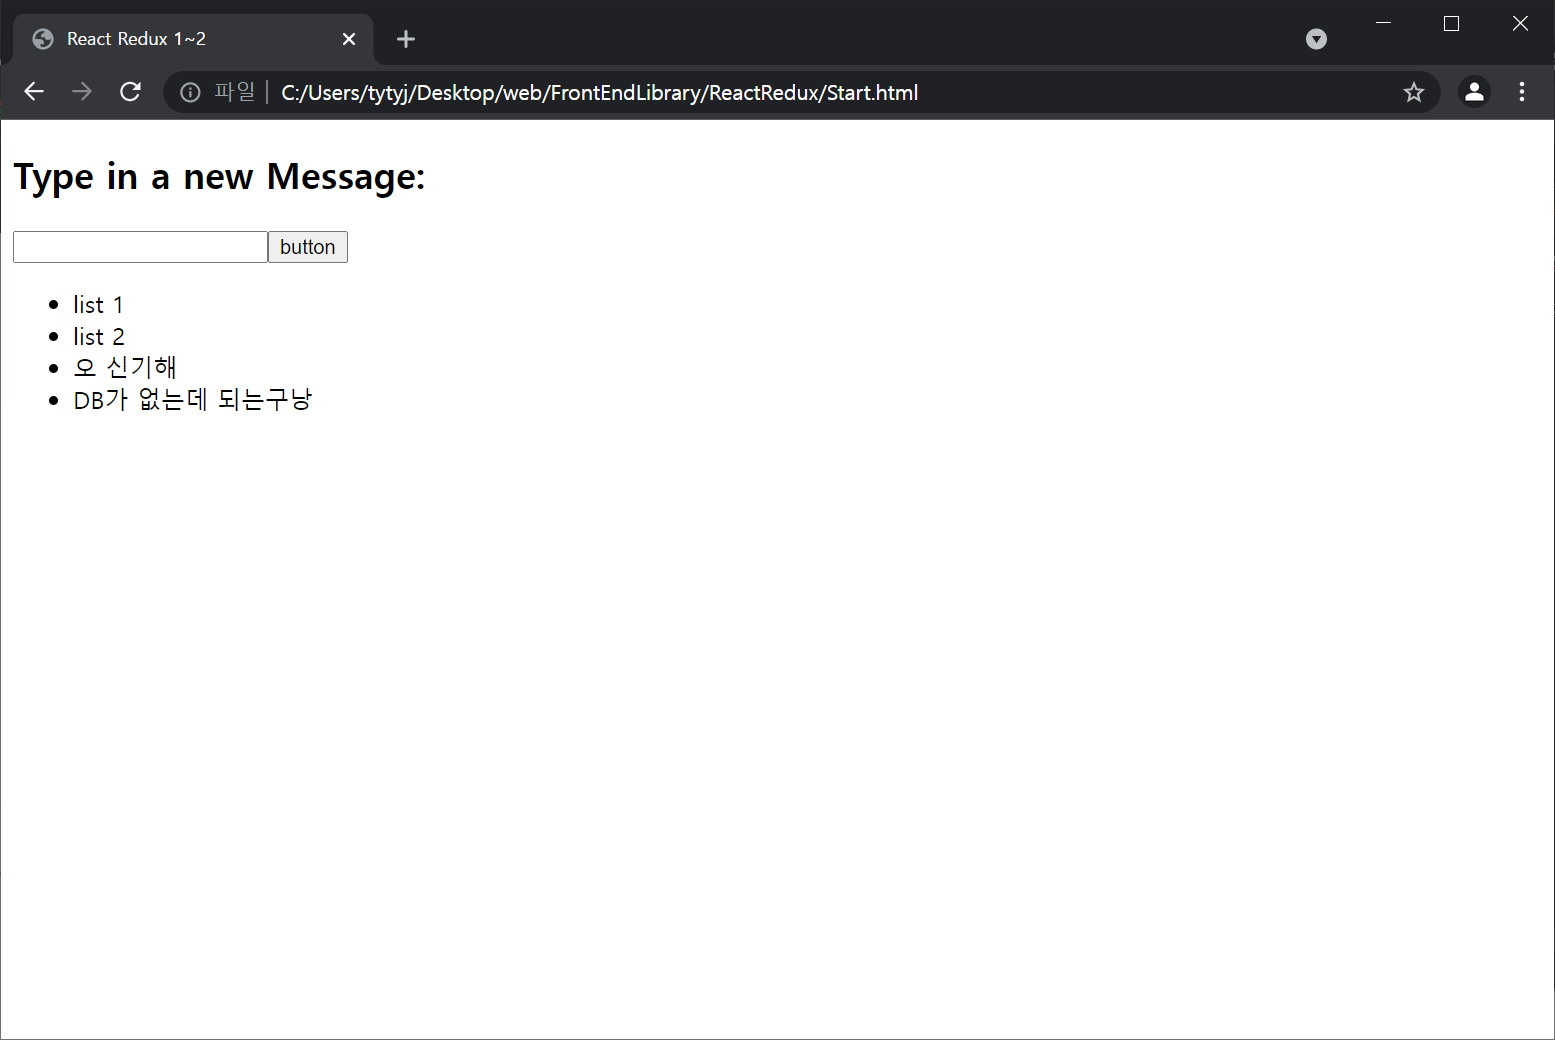 React Redux 1~2
파일 C:/Users/tytyj/Desktop/web/FrontEndLibrary/ReactRedux/Start.html
Type in a new Message:
button
list 1
list 2
오 신기해
DB가 없는데 되는구낭